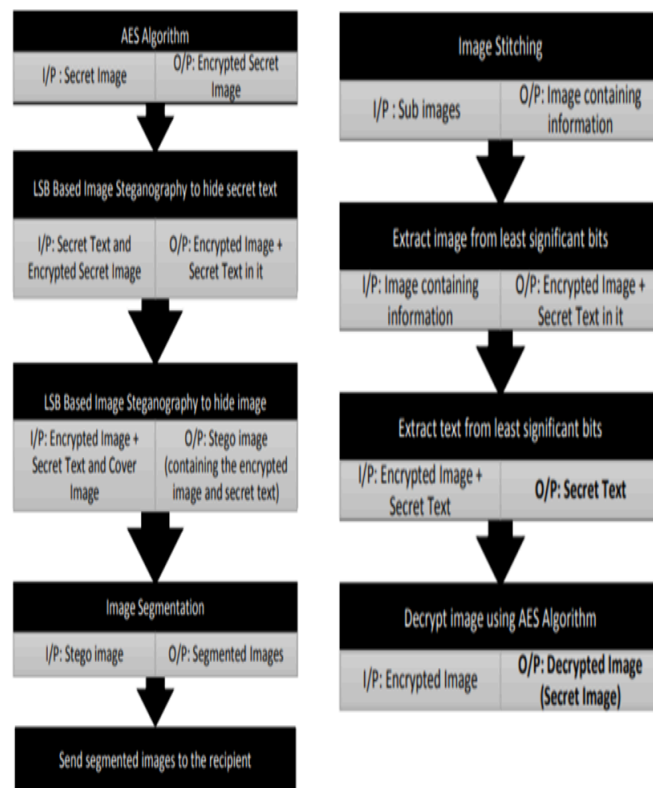 AES Algorithm
I/P : Secret Image
O/P: Encrypted Secret
Image
LSB Based Image Steganography to hide secret text
I/P: Secret Text and
Encrypted Secret Image
O/P: Encrypted Image +
Secret Text in it
LSB Based Image Steganography to hide image
I/P: Encrypted Image +
Secret Text and Cover
Image
O/P: Stego image
(containing the encrypted
image and secret text)
Image Segmentation
I/P: Stego image
O/P: Segmented Images
Send segmented images to the recipient
Image Stitching
I/P : Sub images
O/P: Image containing
information
Extract image from least significant bits
I/P: Image containing
information
O/P: Encrypted Image +
Secret Text in it
Extract text from least significant bits
I/P: Encrypted Image +
Secret Text
O/P: Secret Text
Decrypt image using AES Algorithm
I/P: Encrypted Image
O/P: Decrypted Image
(Secret Image)